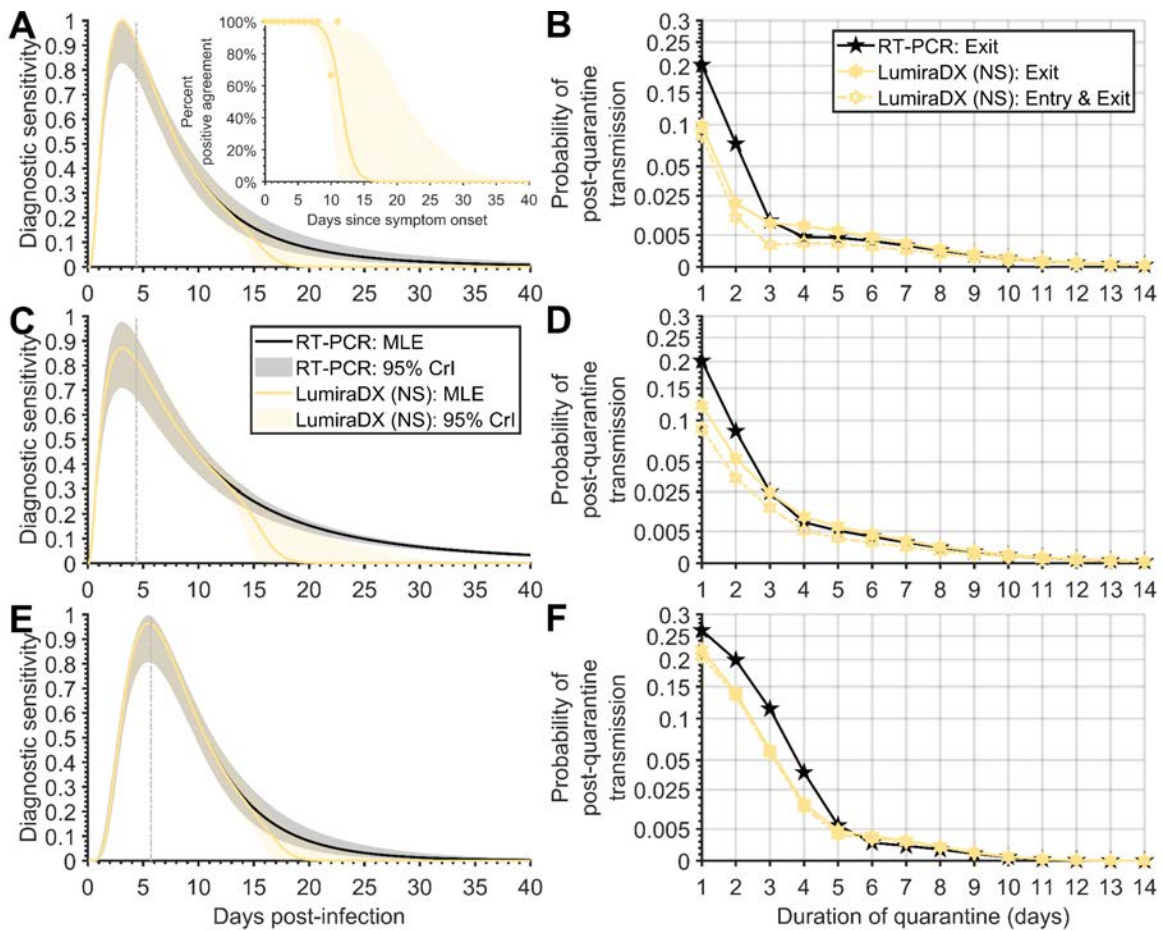 A
Diagnostic sensitivity
1
0.9
0.8
0.7
0.6
0.5
0.4
0.3
0.2
0.1
0
0 5 10 15 20 25 30 35 40
Percent
positive agreement
100%
80%
60%
40%
20%
0%
0 5 10 15 20 25 30 35 40
Days since symptom onset
B
Probability of
post-quarantine
transmission
0.3
0.25
0.2
0.15
0.1
0.05
0.025
0.005
0
1 2 3 4 5 6 7 8 9 10 11 12 13 14
RT-PCR: Exit
LumiraDX (NS): Exit
LumiraDX (NS): Entry & Exit
C
Diagnostic sensitivity
1
0.9
0.8
0.7
0.6
0.5
0.4
0.3
0.2
0.1
0
0 5 10 15 20 25 30 35 40
RT-PCR: MLE
RT-PCR: 95% CrI
LumiraDX (NS): MLE
LumiraDX (NS): 95% CrI
D
Probability of
post-quarantine
transmission
0.3
0.25
0.2
0.15
0.1
0.05
0.025
0.005
0
1 2 3 4 5 6 7 8 9 10 11 12 13 14
E
Diagnostic sensitivity
1
0.9
0.8
0.7
0.6
0.5
0.4
0.3
0.2
0.1
0
0 5 10 15 20 25 30 35 40
Days post-infection
F
Probability of
post-quarantine
transmission
0.3
0.25
0.2
0.15
0.1
0.05
0.025
0.005
0
1 2 3 4 5 6 7 8 9 10 11 12 13 14
Duration of quarantine (days)